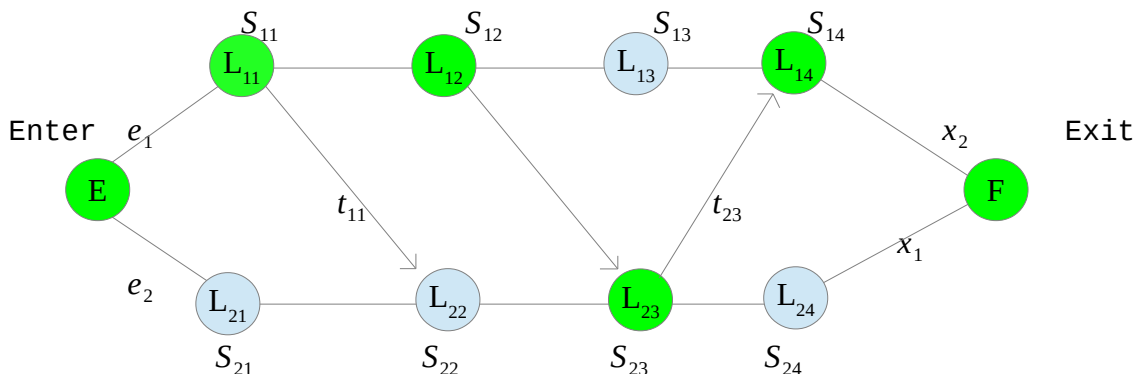 S11 S12 S13 S14
L11 L12 L13 L14
Enter e1 x2 Exit
E F
t11 t23
x1
e2
L21 L22 L23 L24
S21 S22 S23 S24